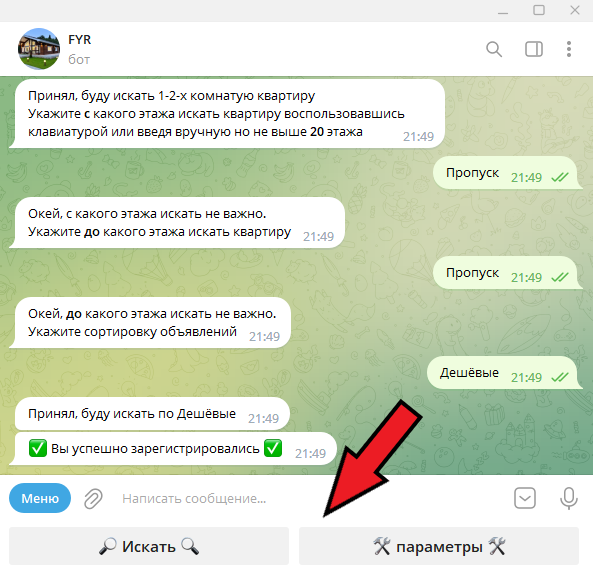 FYR
бот
Принял, буду искать 1-2-х комнатую квартиру
Укажите с какого этажа искать квартиру воспользовавшись
клавиатурой или введя вручную но не выше 20 этажа
21:49
Пропуск 21:49
Окей, с какого этажа искать не важно.
Укажите до какого этажа искать квартиру 21:49
Пропуск 21:49
Окей, до какого этажа искать не важно.
Укажите сортировку объявлений 21:49
Дешёвые 21:49
Принял, буду искать по Дешёвые 21:49
✅ Вы успешно зарегистрировались ✅ 21:49
Меню Написать сообщение...
🔎 Искать 🔍 🛠 параметры 🛠